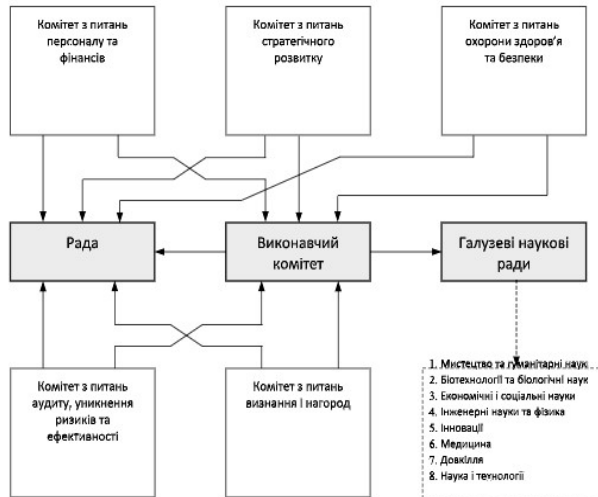 Комітет з питань
персоналу та
фінансів
Комітет з питань
стратегічного
розвитку
Комітет з питань
охорони здоров'я
та безпеки
Рада
Виконавчий
комітет
Галузеві наукові
ради
Комітет з питань
аудиту, уникнення
ризиків та
ефективності
Комітет з питань
визнання і нагород
1. Мистецтво та гуманітарні наук
2. Біотехнології та біологічні наук
3. Економічні і соціальні науки
4. Інженерні науки та фізика
5. Інновації
6. Медицина
7. Довкілля
8. Наука і технології